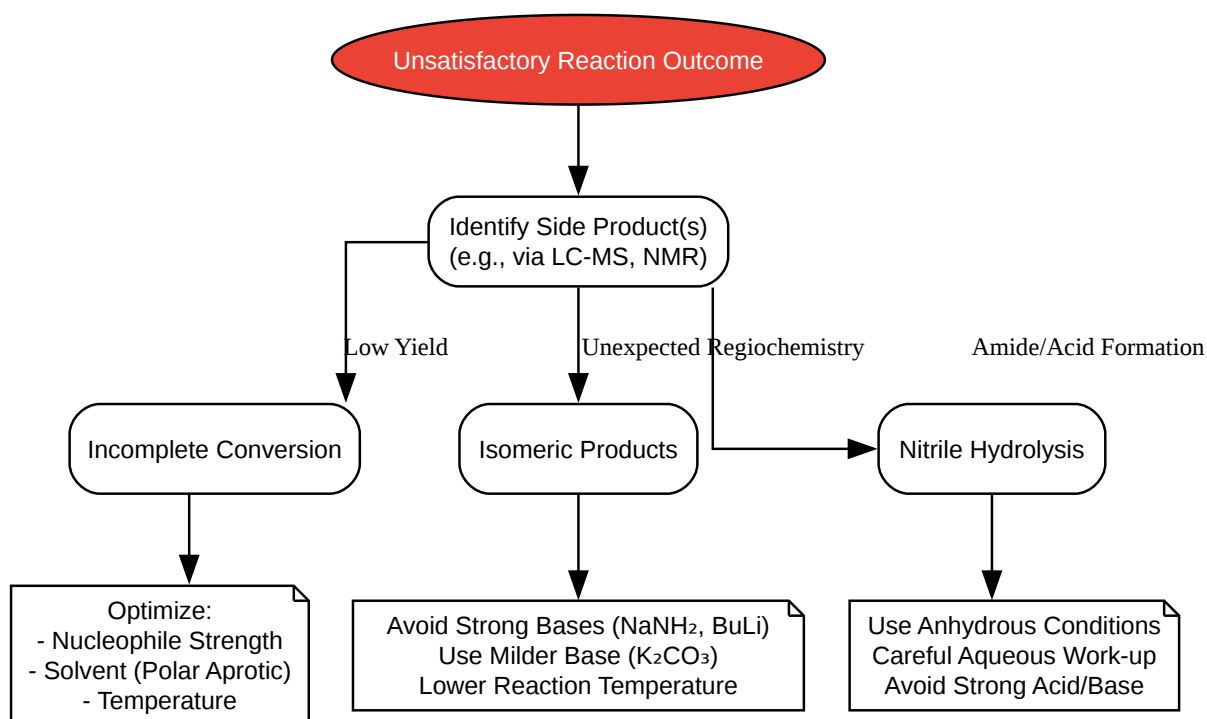 Unsatisfactory Reaction Outcome
Identify Side Product(s)
(e.g., via LC-MS, NMR)
Low Yield
Unexpected Regiochemistry
Amide/Acid Formation
Incomplete Conversion
Isomeric Products
Nitrile Hydrolysis
Optimize:
- Nucleophile Strength
- Solvent (Polar Aprotic)
- Temperature
Avoid Strong Bases (NaNH₂, BuLi)
Use Milder Base (K₂CO₃)
Lower Reaction Temperature
Use Anhydrous Conditions
Careful Aqueous Work-up
Avoid Strong Acid/Base